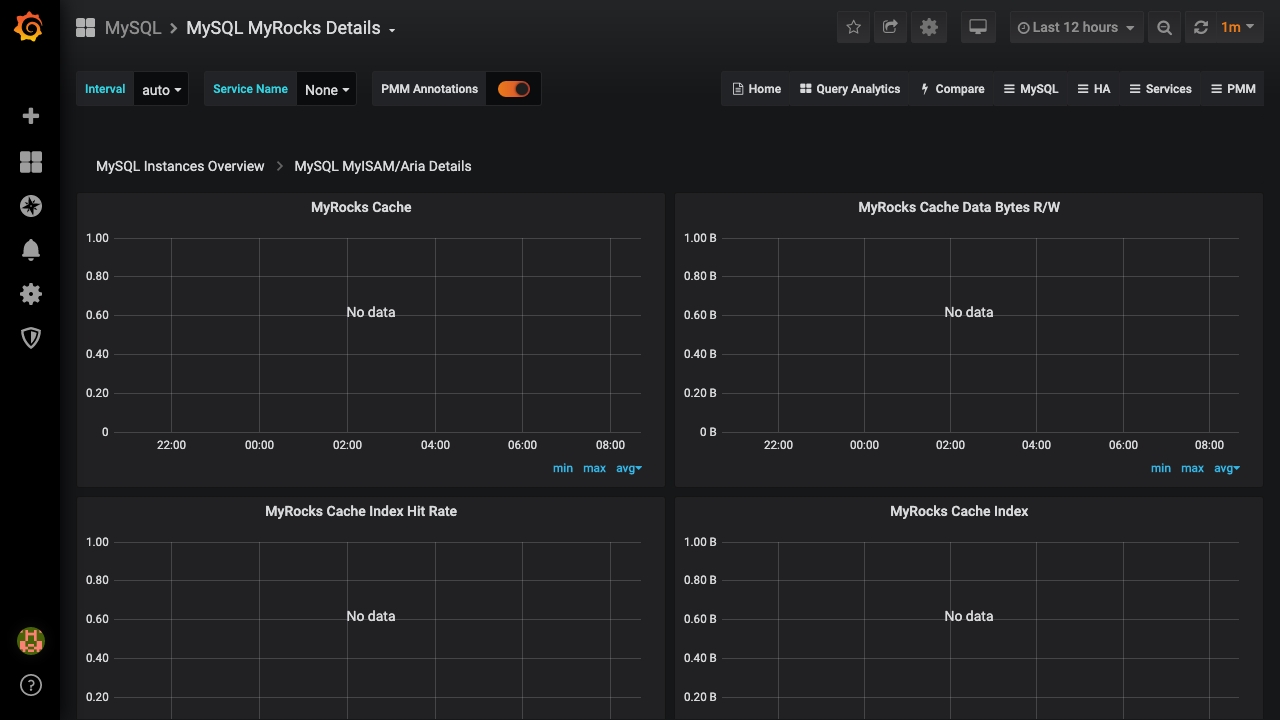 MySQL > MySQL MyRocks Details
Last 12 hours
1m
Interval auto
Service Name None
PMM Annotations
Home
Query Analytics
Compare
MySQL
HA
Services
PMM
MySQL Instances Overview > MySQL MyISAM/Aria Details
MyRocks Cache
1.00
0.80
0.60
0.40
0.20
0
No data
22:00 00:00 02:00 04:00 06:00 08:00
min max avg
MyRocks Cache Data Bytes R/W
1.00 B
0.80 B
0.60 B
0.40 B
0.20 B
0 B
No data
22:00 00:00 02:00 04:00 06:00 08:00
min max avg
MyRocks Cache Index Hit Rate
1.00
0.80
0.60
0.40
0.20
No data
MyRocks Cache Index
1.00 B
0.80 B
0.60 B
0.40 B
0.20 B
No data
?